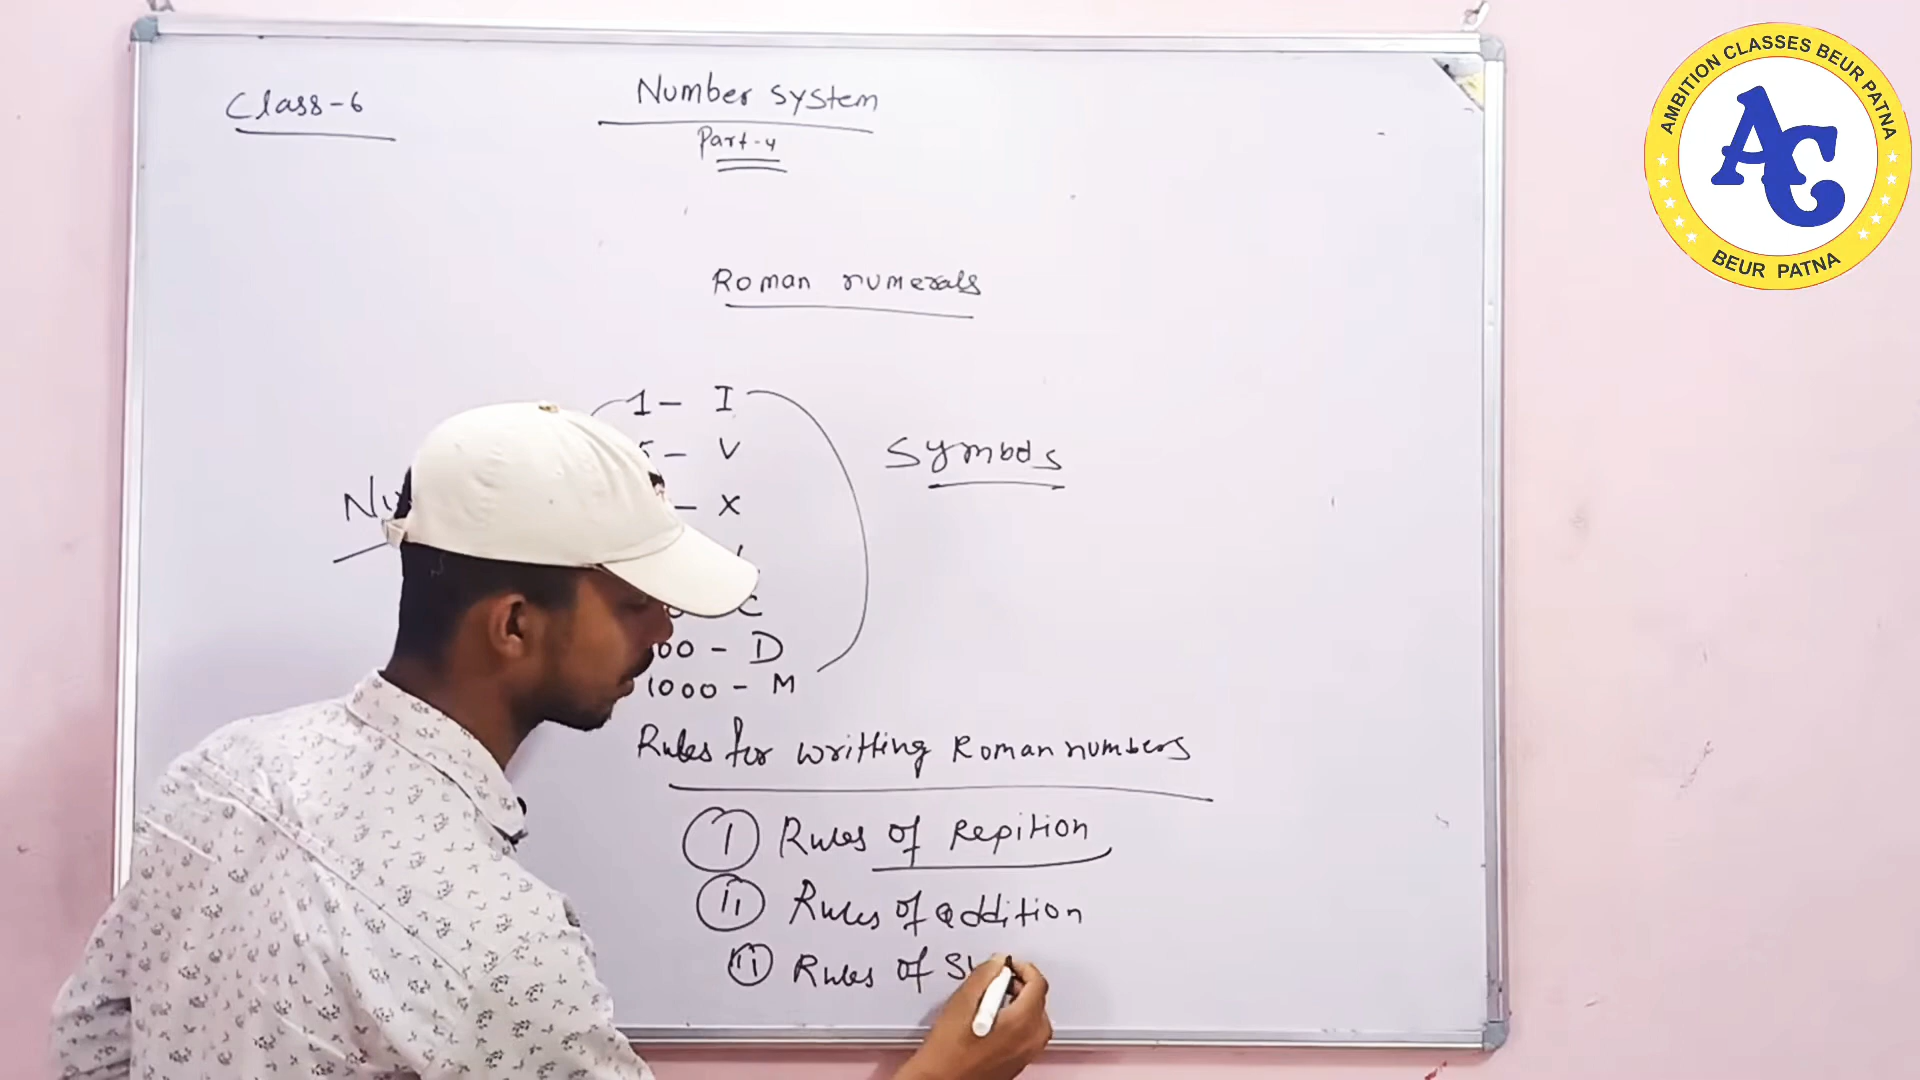 AMBITION CLASSES BEUR PATNA
AC
BEUR PATNA
Class-6
Number system
Part-4
Roman numerals
1 - I
5 - V
- X
C
00 - D
1000 - M
Symbols
Rules for writting Roman numbers
I Rules of Repition
II Rules of addition
III Rules of